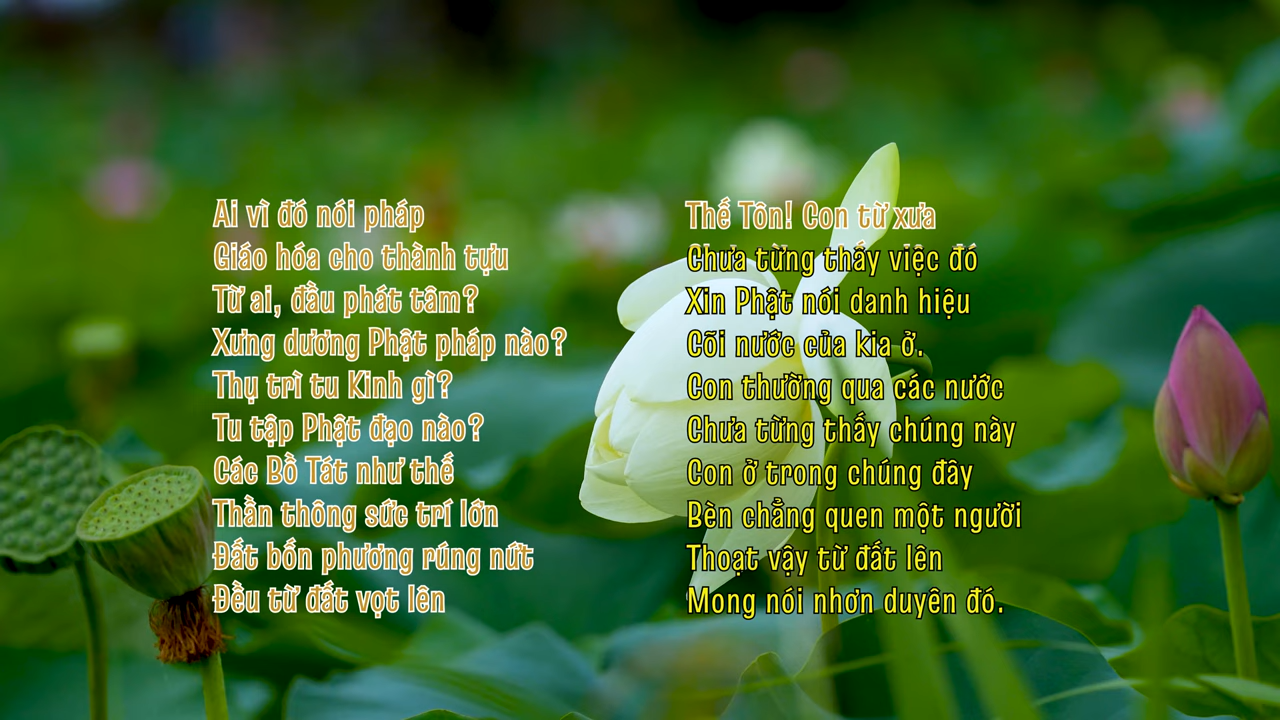 Ai vì đó nói pháp
Giáo hóa cho thành tựu
Từ ai, đầu phát tâm?
Xưng dương Phật pháp nào?
Thụ trì tu Kinh gì?
Tu tập Phật đạo nào?
Các Bồ Tát như thế
Thần thông sức trí lớn
Đất bốn phương rúng nứt
Đều từ đất vọt lên
Thế Tôn! Con từ xưa
Chưa từng thấy việc đó
Xin Phật nói danh hiệu
Cõi nước của kia ở.
Con thường qua các nước
Chưa từng thấy chúng này
Con ở trong chúng đây
Bèn chẳng quen một người
Thoạt vậy từ đất lên
Mong nói nhơn duyên đó.